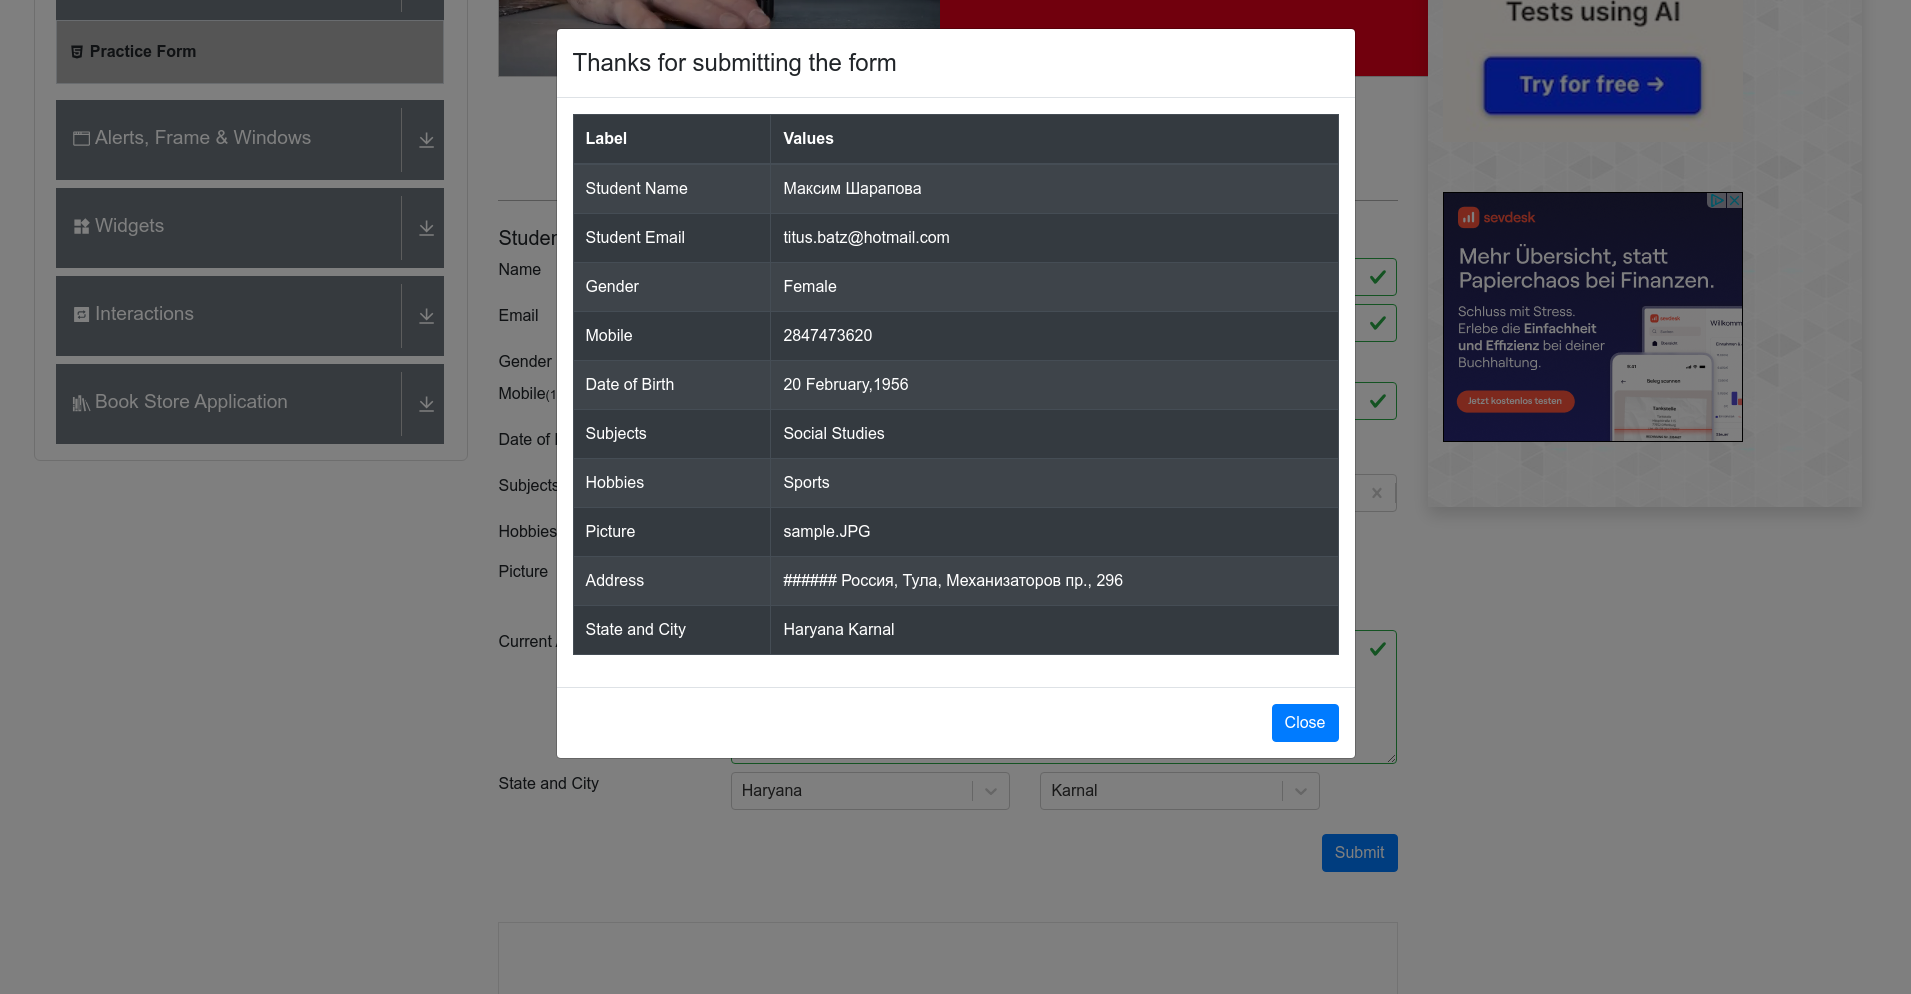 Practice Form
Alerts, Frame & Windows
Widgets
Interactions
Book Store Application
Thanks for submitting the form
Label Values
Student Name Максим Шарапова
Student Email titus.batz@hotmail.com
Gender Female
Mobile 2847473620
Date of Birth 20 February,1956
Subjects Social Studies
Hobbies Sports
Picture sample.JPG
Address ###### Россия, Тула, Механизаторов пр., 296
State and City Haryana Karnal
Close
Studen
Name
Email
Gender
Mobile(1
Date of
Subjects
Hobbies
Picture
Current
State and City Haryana Karnal
Submit
Tests using AI
Try for free →
sevdesk
Mehr Übersicht, statt
Papierchaos bei Finanzen.
Schluss mit Stress.
Erlebe die Einfachheit
und Effizienz bei deiner
Buchhaltung.
Jetzt kostenlos testen
sevdesk
Willkomm
Beleg scannen